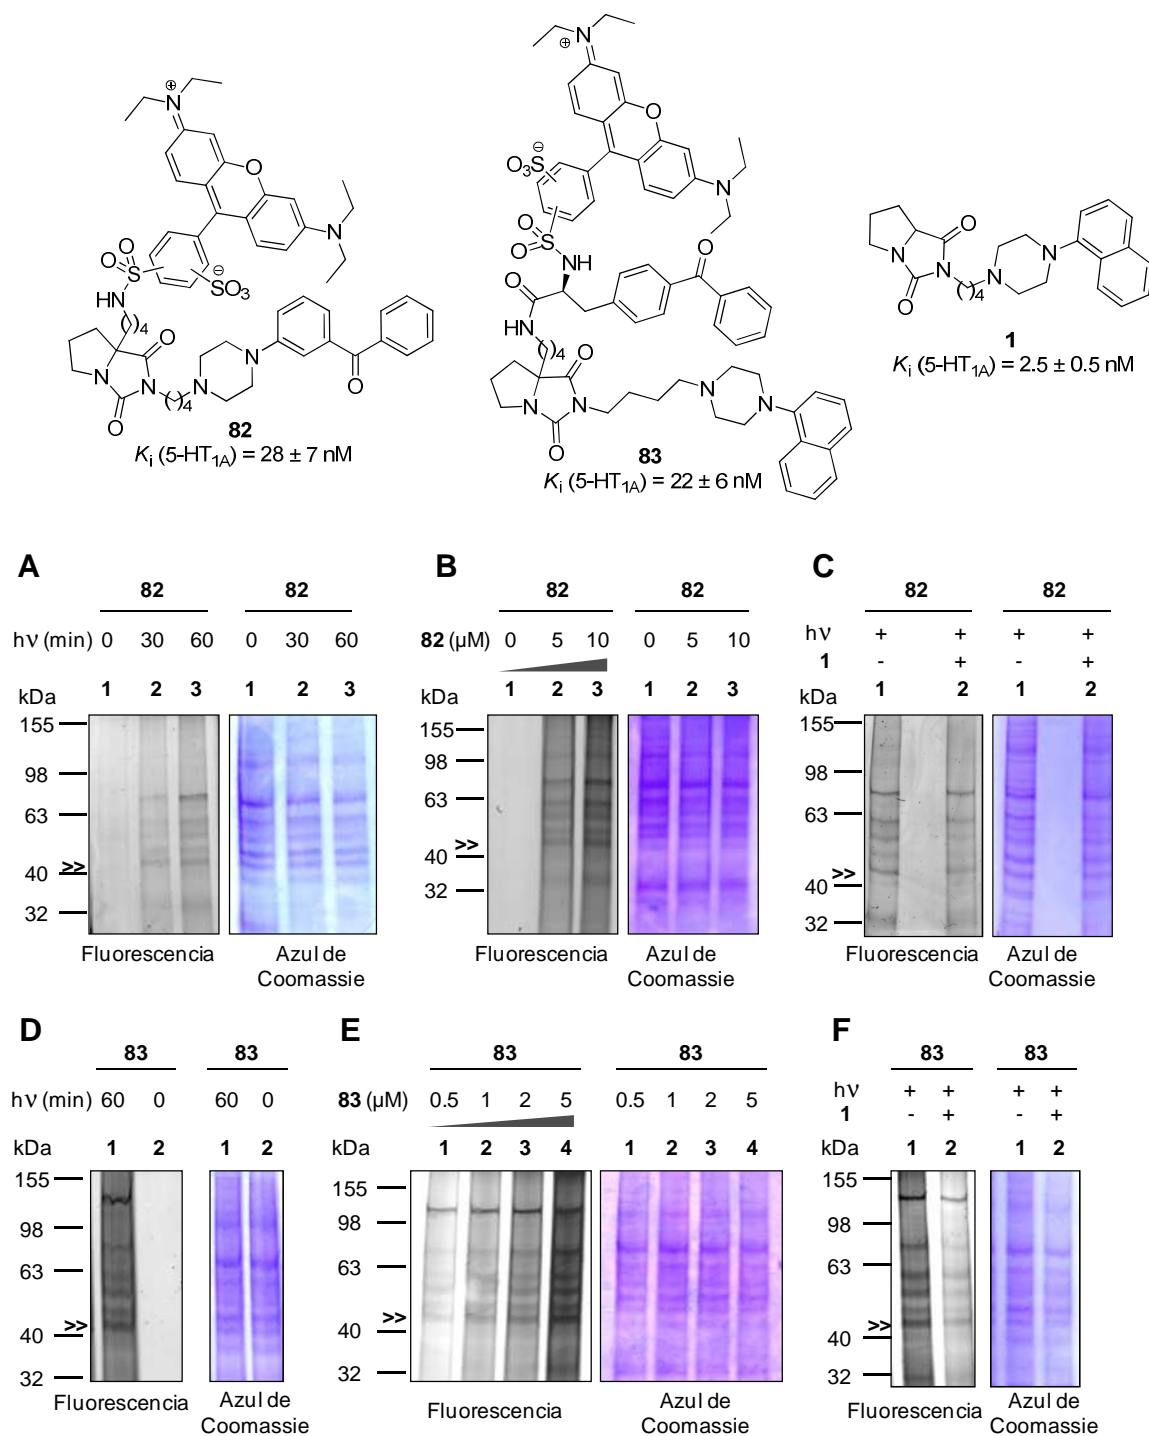 82
K_i (5-HT_1A) = 28 ± 7 nM
83
K_i (5-HT_1A) = 22 ± 6 nM
1
K_i (5-HT_1A) = 2.5 ± 0.5 nM
A
82 82
hν (min) 0 30 60 0 30 60
kDa 1 2 3 1 2 3
155
98
63
>>
40
32
Fluorescencia
Azul de
Coomassie
B
82 82
82 (µM) 0 5 10 0 5 10
kDa 1 2 3 1 2 3
155
98
63
>>
40
32
Fluorescencia
Azul de
Coomassie
C
82 82
hν + + + +
1 - + - +
kDa 1 2 1 2
155
98
63
>>
40
32
Fluorescencia
Azul de
Coomassie
D
83 83
hν (min) 60 0 60 0
kDa 1 2 1 2
155
98
63
>>
40
32
Fluorescencia
Azul de
Coomassie
E
83 83
83 (µM) 0.5 1 2 5 0.5 1 2 5
kDa 1 2 3 4 1 2 3 4
155
98
63
>>
40
32
Fluorescencia
Azul de
Coomassie
F
83 83
hν + + + +
1 - + - +
kDa 1 2 1 2
155
98
63
>>
40
32
Fluorescencia
Azul de
Coomassie